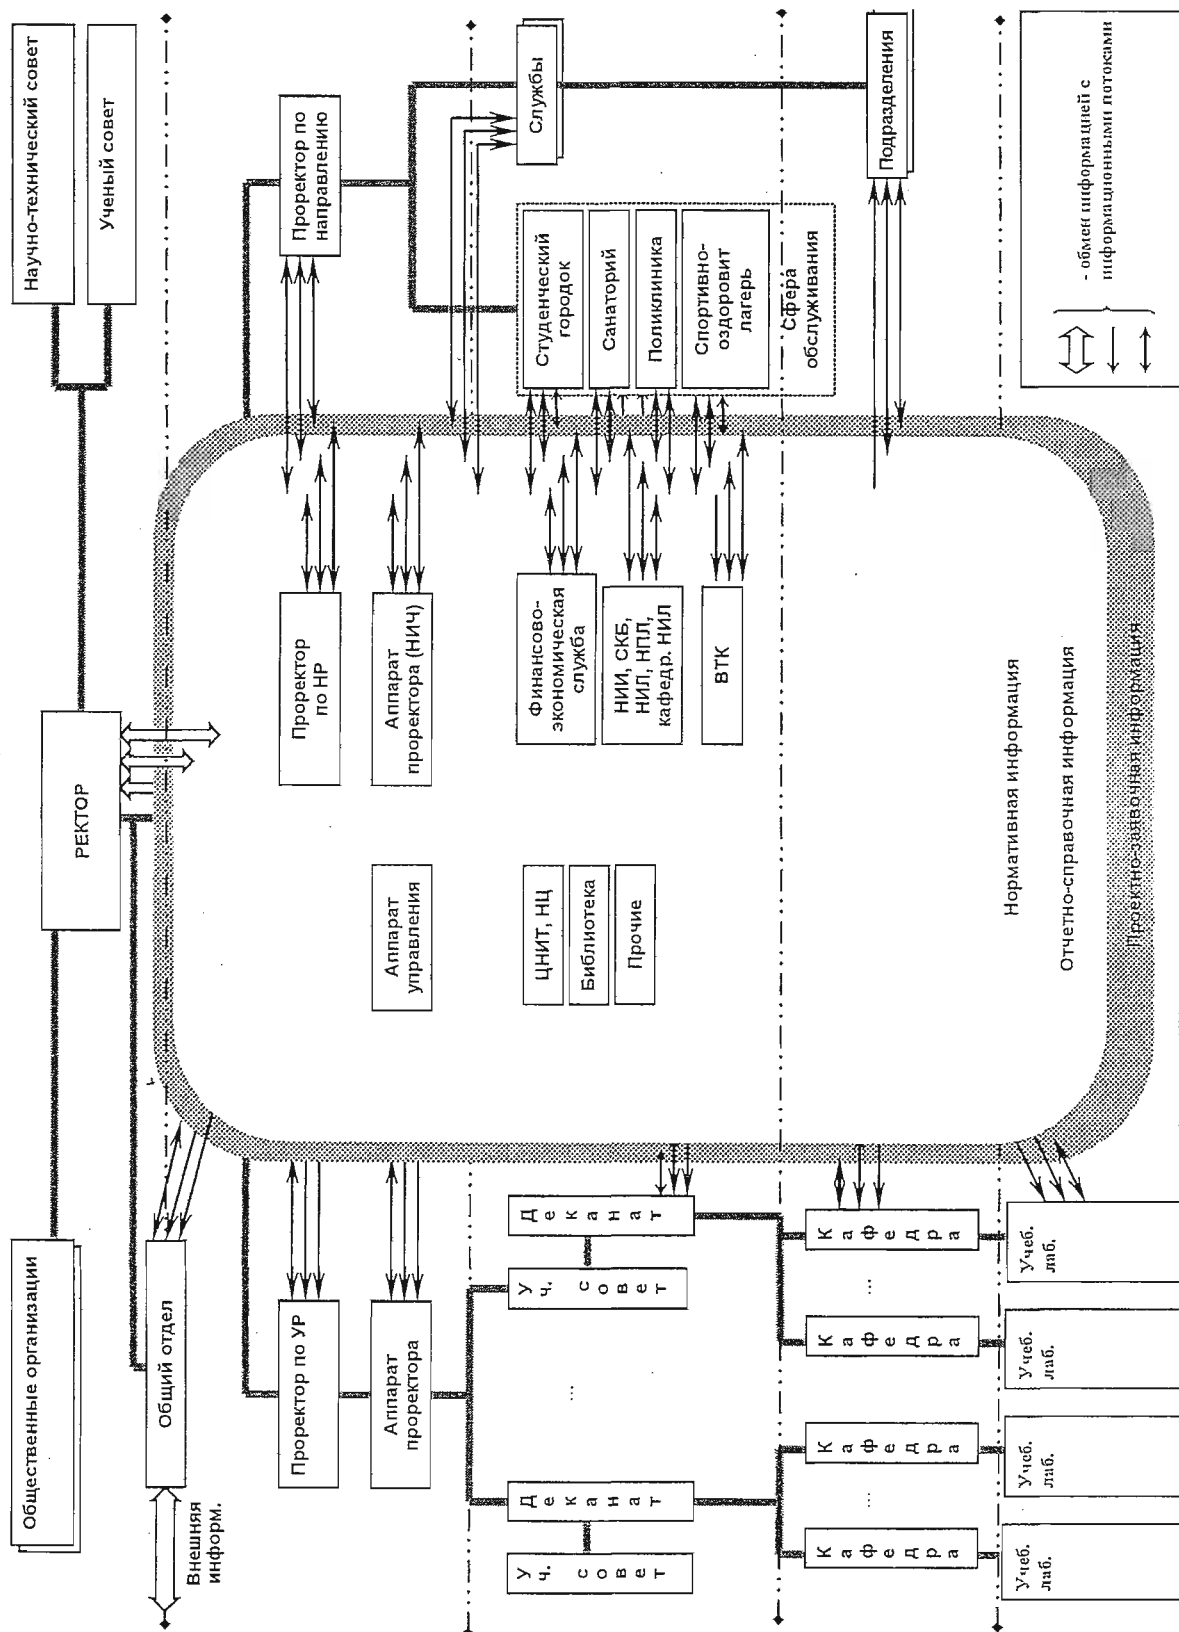 Общественные организации
РЕКТОР
Научно-технический совет
Ученый совет
Общий отдел
Внешняя
информ.
Проректор по УР
Проректор
по НР
Проректор по
направлению
Аппарат
проректора
Аппарат
управления
Аппарат
проректора (НИЧ)
Уч. совет
Деканат
...
Уч. совет
Деканат
ЦНИТ, НЦ
Библиотека
Прочие
Финансово-
экономическая
служба
НИИ, СКБ,
НИЛ, НПЛ,
кафедр. НИЛ
ВТК
Студенческий
городок
Санаторий
Поликлиника
Спортивно-
оздоровит
лагерь
Сфера
обслуживания
Службы
Кафедра
...
Кафедра
Кафедра
...
Кафедра
Подразделения
Учеб.
лаб.
Учеб.
лаб.
Учеб.
лаб.
Учеб.
лаб.
Нормативная информация
Отчетно-справочная информация
Проектно-заявочная информация
- обмен информацией с
информационными потоками